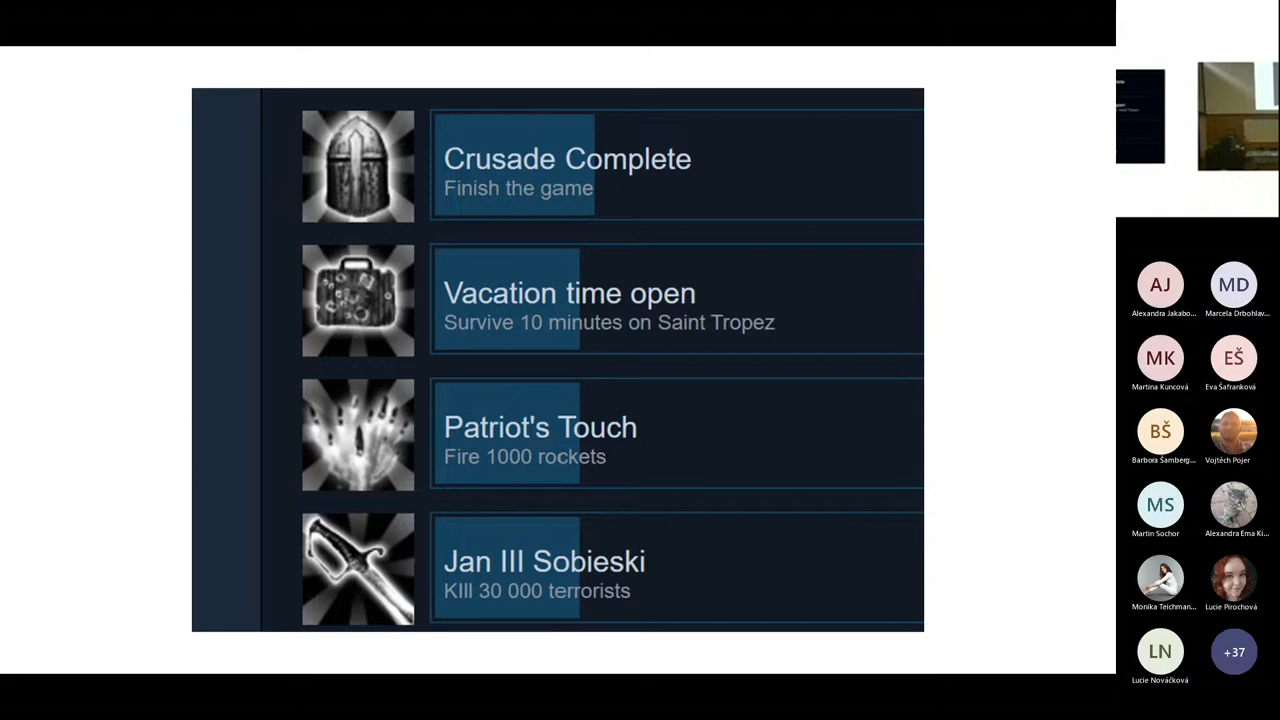 Crusade Complete
Finish the game
Vacation time open
Survive 10 minutes on Saint Tropez
Patriot's Touch
Fire 1000 rockets
Jan III Sobieski
KIll 30 000 terrorists
AJ
Alexandra Jakabo...
MD
Marcela Drbohlav...
MK
Martina Kuncová
EŠ
Eva Šafranková
BŠ
Barbora Šamberg...
Vojtěch Pojer
MS
Martin Sochor
Alexandra Ema Ki...
Monika Teichman...
Lucie Pirochová
LN
Lucie Nováčková
+37